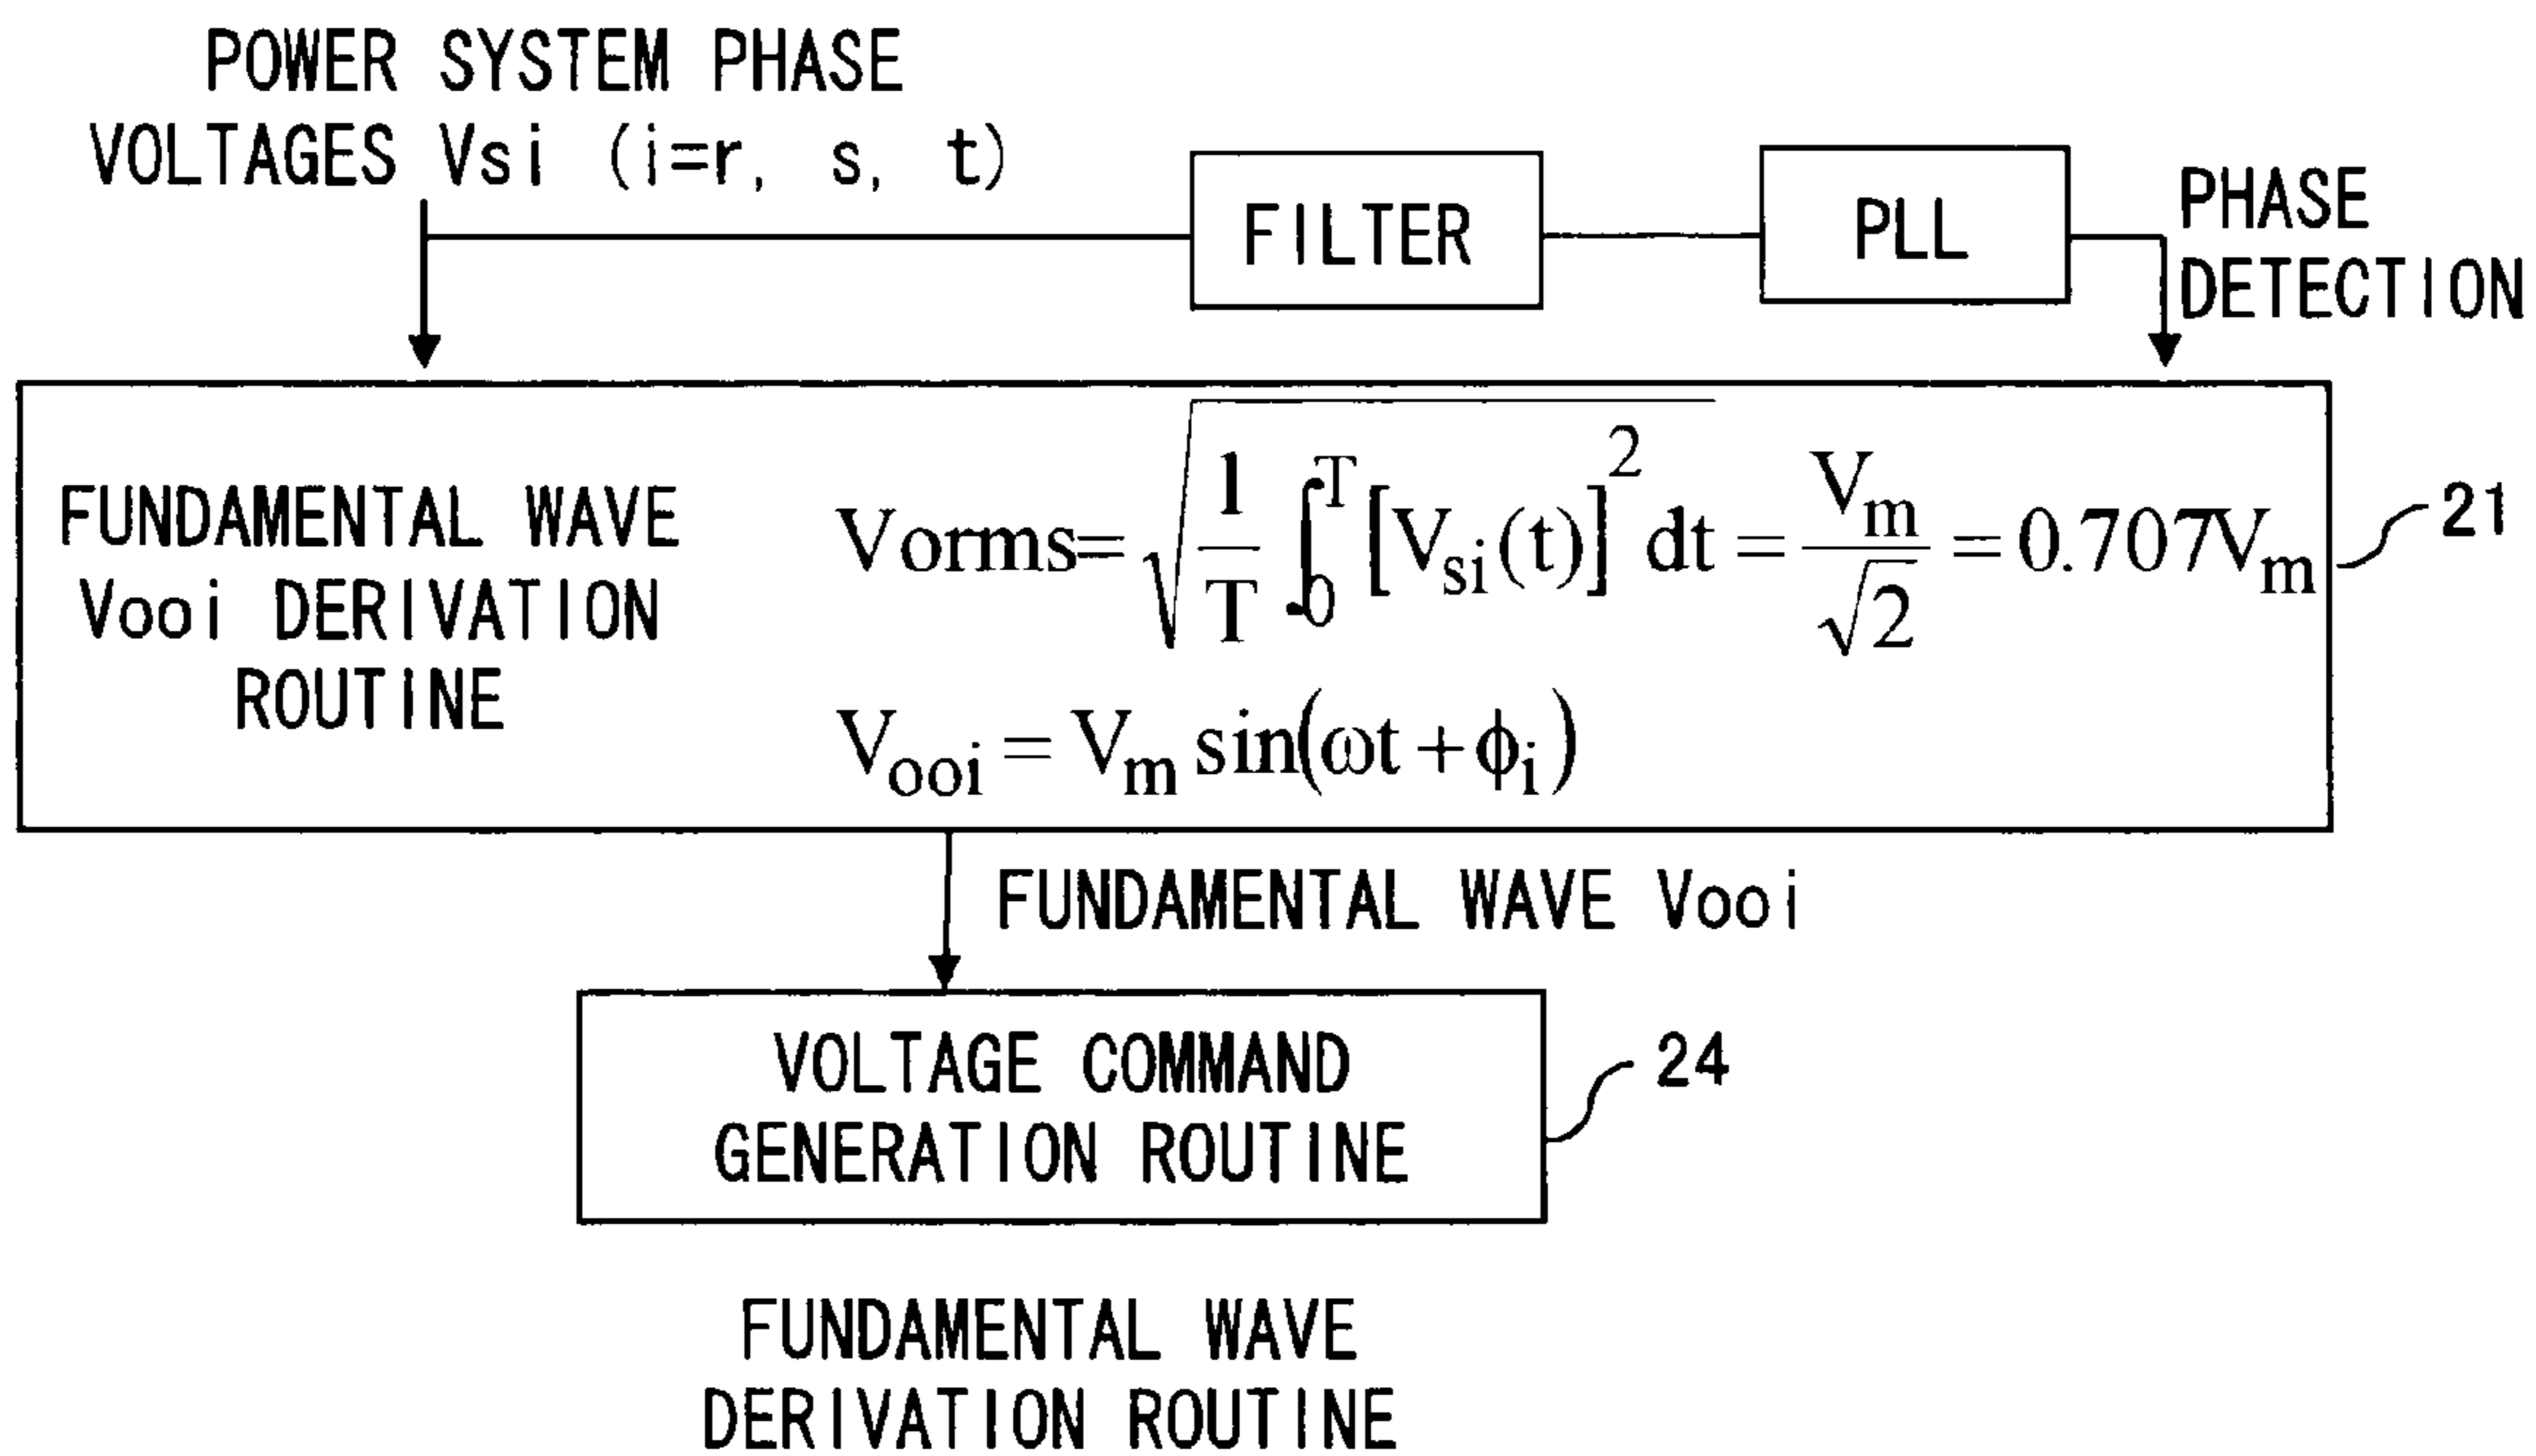 POWER SYSTEM PHASE
VOLTAGES Vsi (i=r, s, t)
FILTER
PLL
PHASE
DETECTION
FUNDAMENTAL WAVE
Vooi DERIVATION
ROUTINE
Vorms=√(1/T ∫₀ᵀ [Vsi(t)]² dt) = Vm/√2 = 0.707Vm
Vooi = Vm sin(ωt + ϕi)
21
FUNDAMENTAL WAVE Vooi
VOLTAGE COMMAND
GENERATION ROUTINE
24
FUNDAMENTAL WAVE
DERIVATION ROUTINE